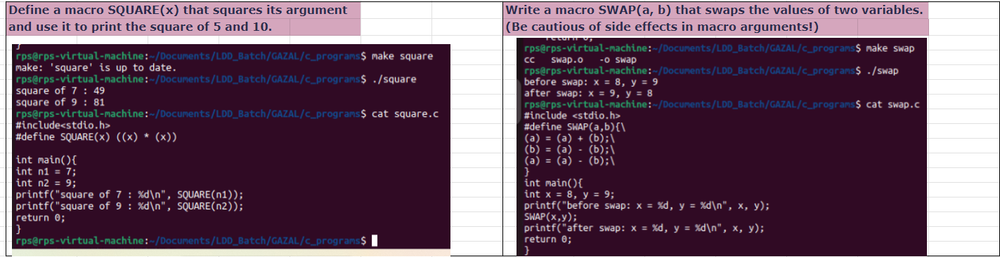 Define a macro SQUARE(x) that squares its argument
and use it to print the square of 5 and 10.
rps@rps-virtual-machine:~/Documents/LDD_Batch/GAZAL/c_programs$ make square
make: 'square' is up to date.
rps@rps-virtual-machine:~/Documents/LDD_Batch/GAZAL/c_programs$ ./square
square of 7 : 49
square of 9 : 81
rps@rps-virtual-machine:~/Documents/LDD_Batch/GAZAL/c_programs$ cat square.c
#include<stdio.h>
#define SQUARE(x) ((x) * (x))
int main(){
int n1 = 7;
int n2 = 9;
printf("square of 7 : %d\n", SQUARE(n1));
printf("square of 9 : %d\n", SQUARE(n2));
return 0;
}
rps@rps-virtual-machine:~/Documents/LDD_Batch/GAZAL/c_programs$
Write a macro SWAP(a, b) that swaps the values of two variables.
(Be cautious of side effects in macro arguments!)
rps@rps-virtual-machine:~/Documents/LDD_Batch/GAZAL/c_programs$ make swap
cc   swap.o   -o swap
rps@rps-virtual-machine:~/Documents/LDD_Batch/GAZAL/c_programs$ ./swap
before swap: x = 8, y = 9
after swap: x = 9, y = 8
rps@rps-virtual-machine:~/Documents/LDD_Batch/GAZAL/c_programs$ cat swap.c
#include <stdio.h>
#define SWAP(a,b){\
(a) = (a) + (b);\
(b) = (a) - (b);\
(a) = (a) - (b);\
}
int main(){
int x = 8, y = 9;
printf("before swap: x = %d, y = %d\n", x, y);
SWAP(x,y);
printf("after swap: x = %d, y = %d\n", x, y);
return 0;
}